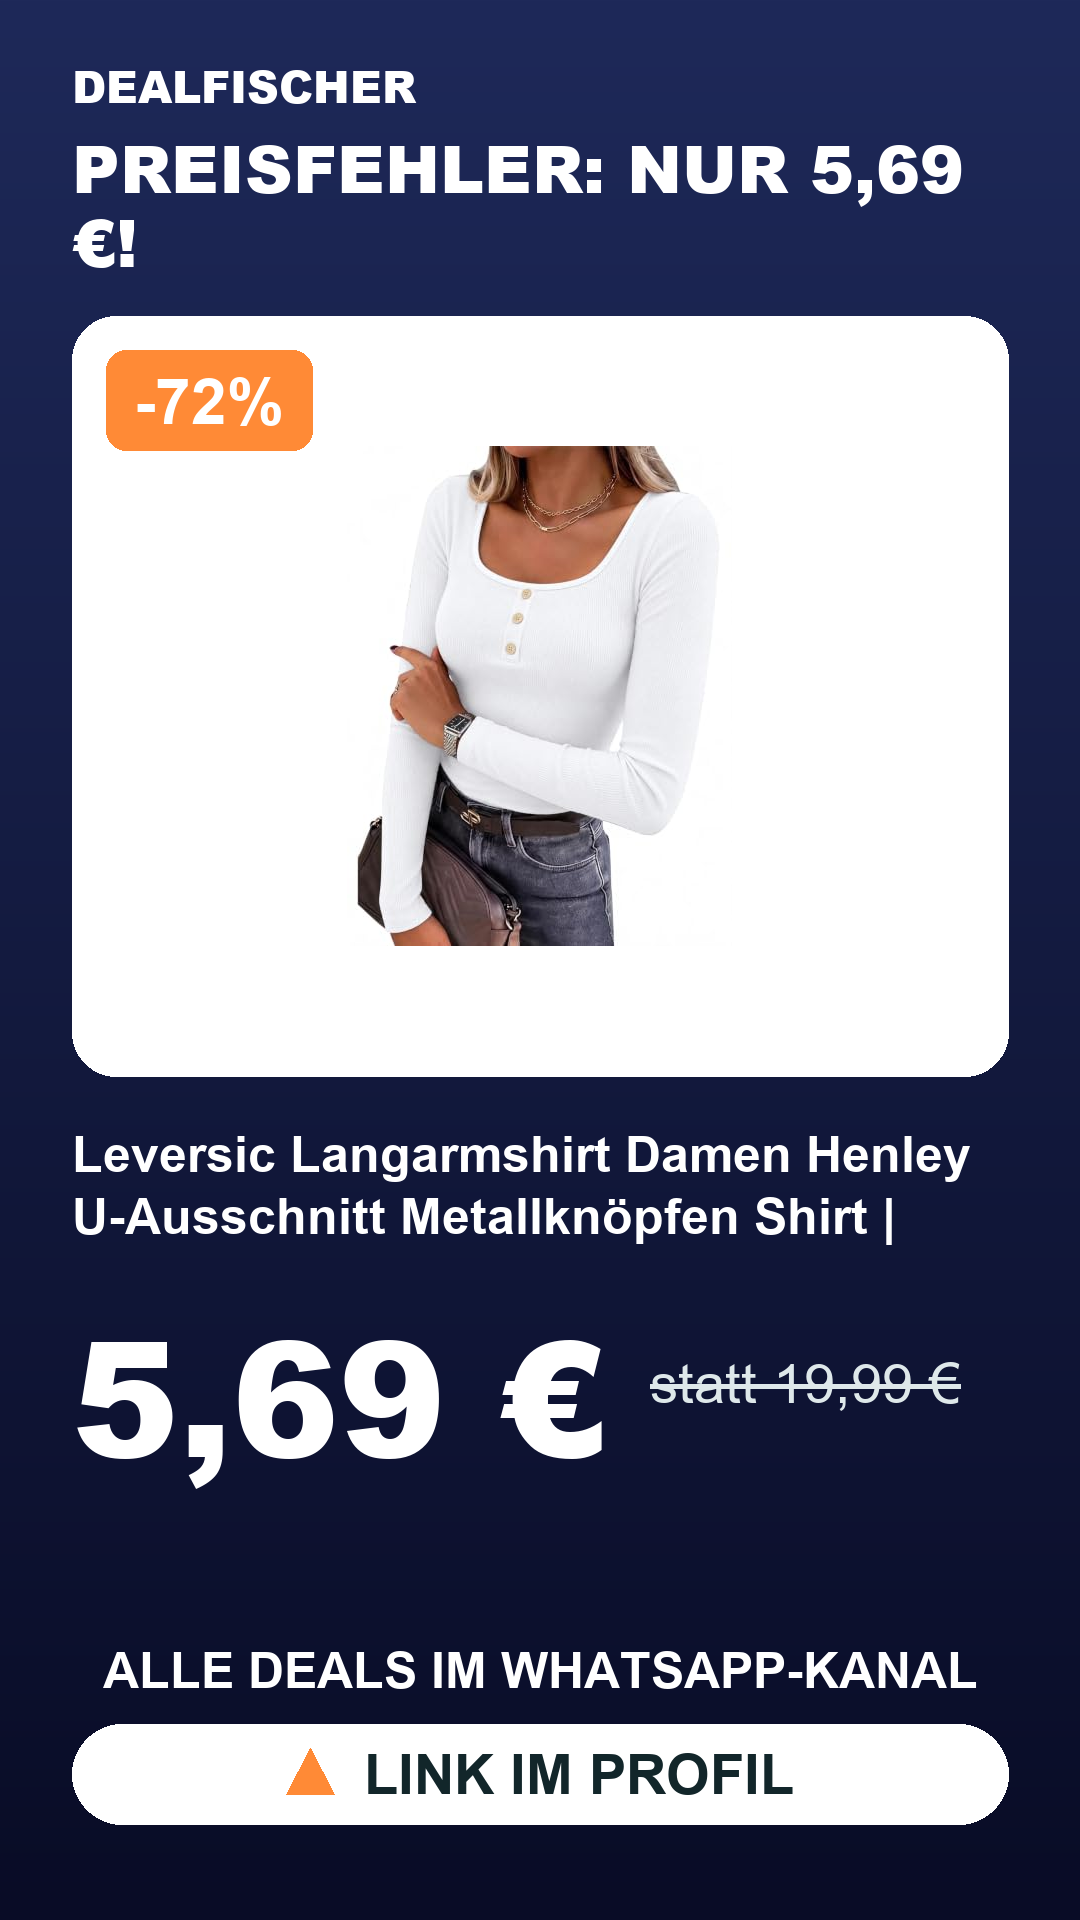 DEALFISCHER
PREISFEHLER: NUR 5,69
€!
-72%
Leversic Langarmshirt Damen Henley
U-Ausschnitt Metallknöpfen Shirt |
5,69 €
statt 19,99 €
ALLE DEALS IM WHATSAPP-KANAL
LINK IM PROFIL